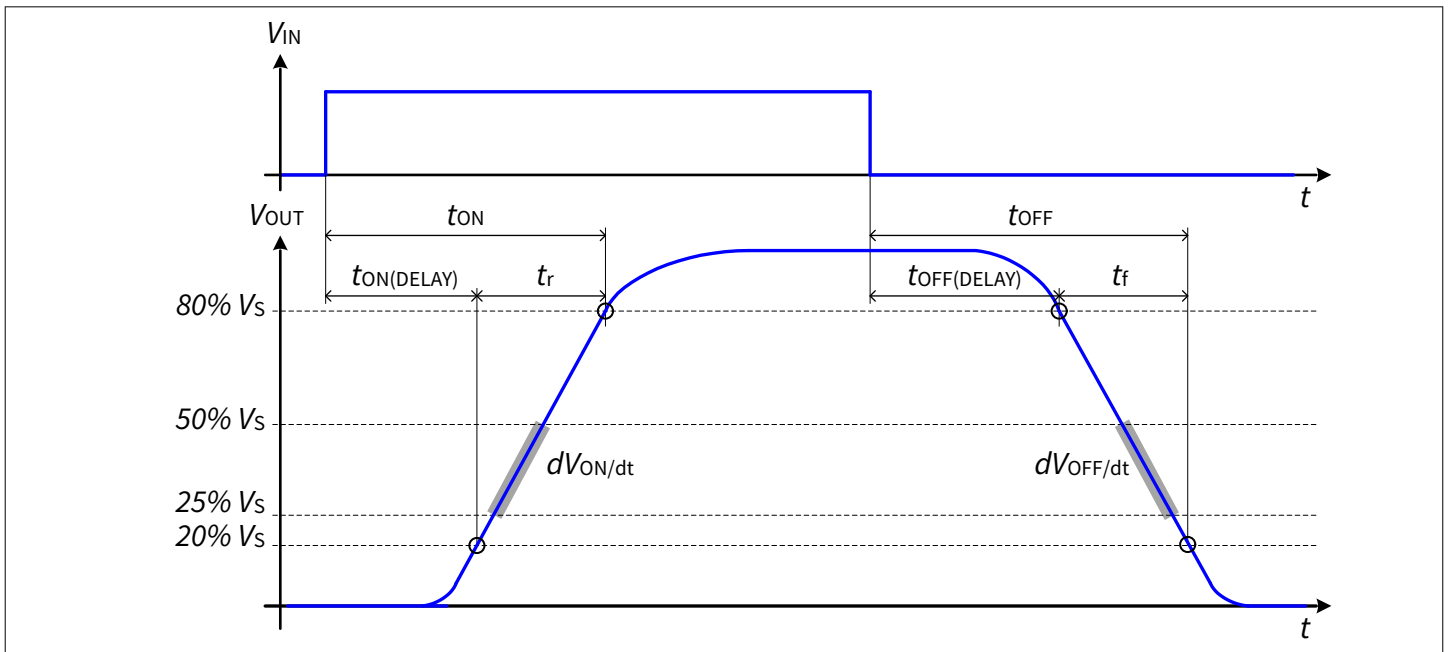 VIN
t
VOUT
tON
tOFF
tON(DELAY)
tr
tOFF(DELAY)
tf
80% VS
50% VS
dVON/dt
dVOFF/dt
25% VS
20% VS
t